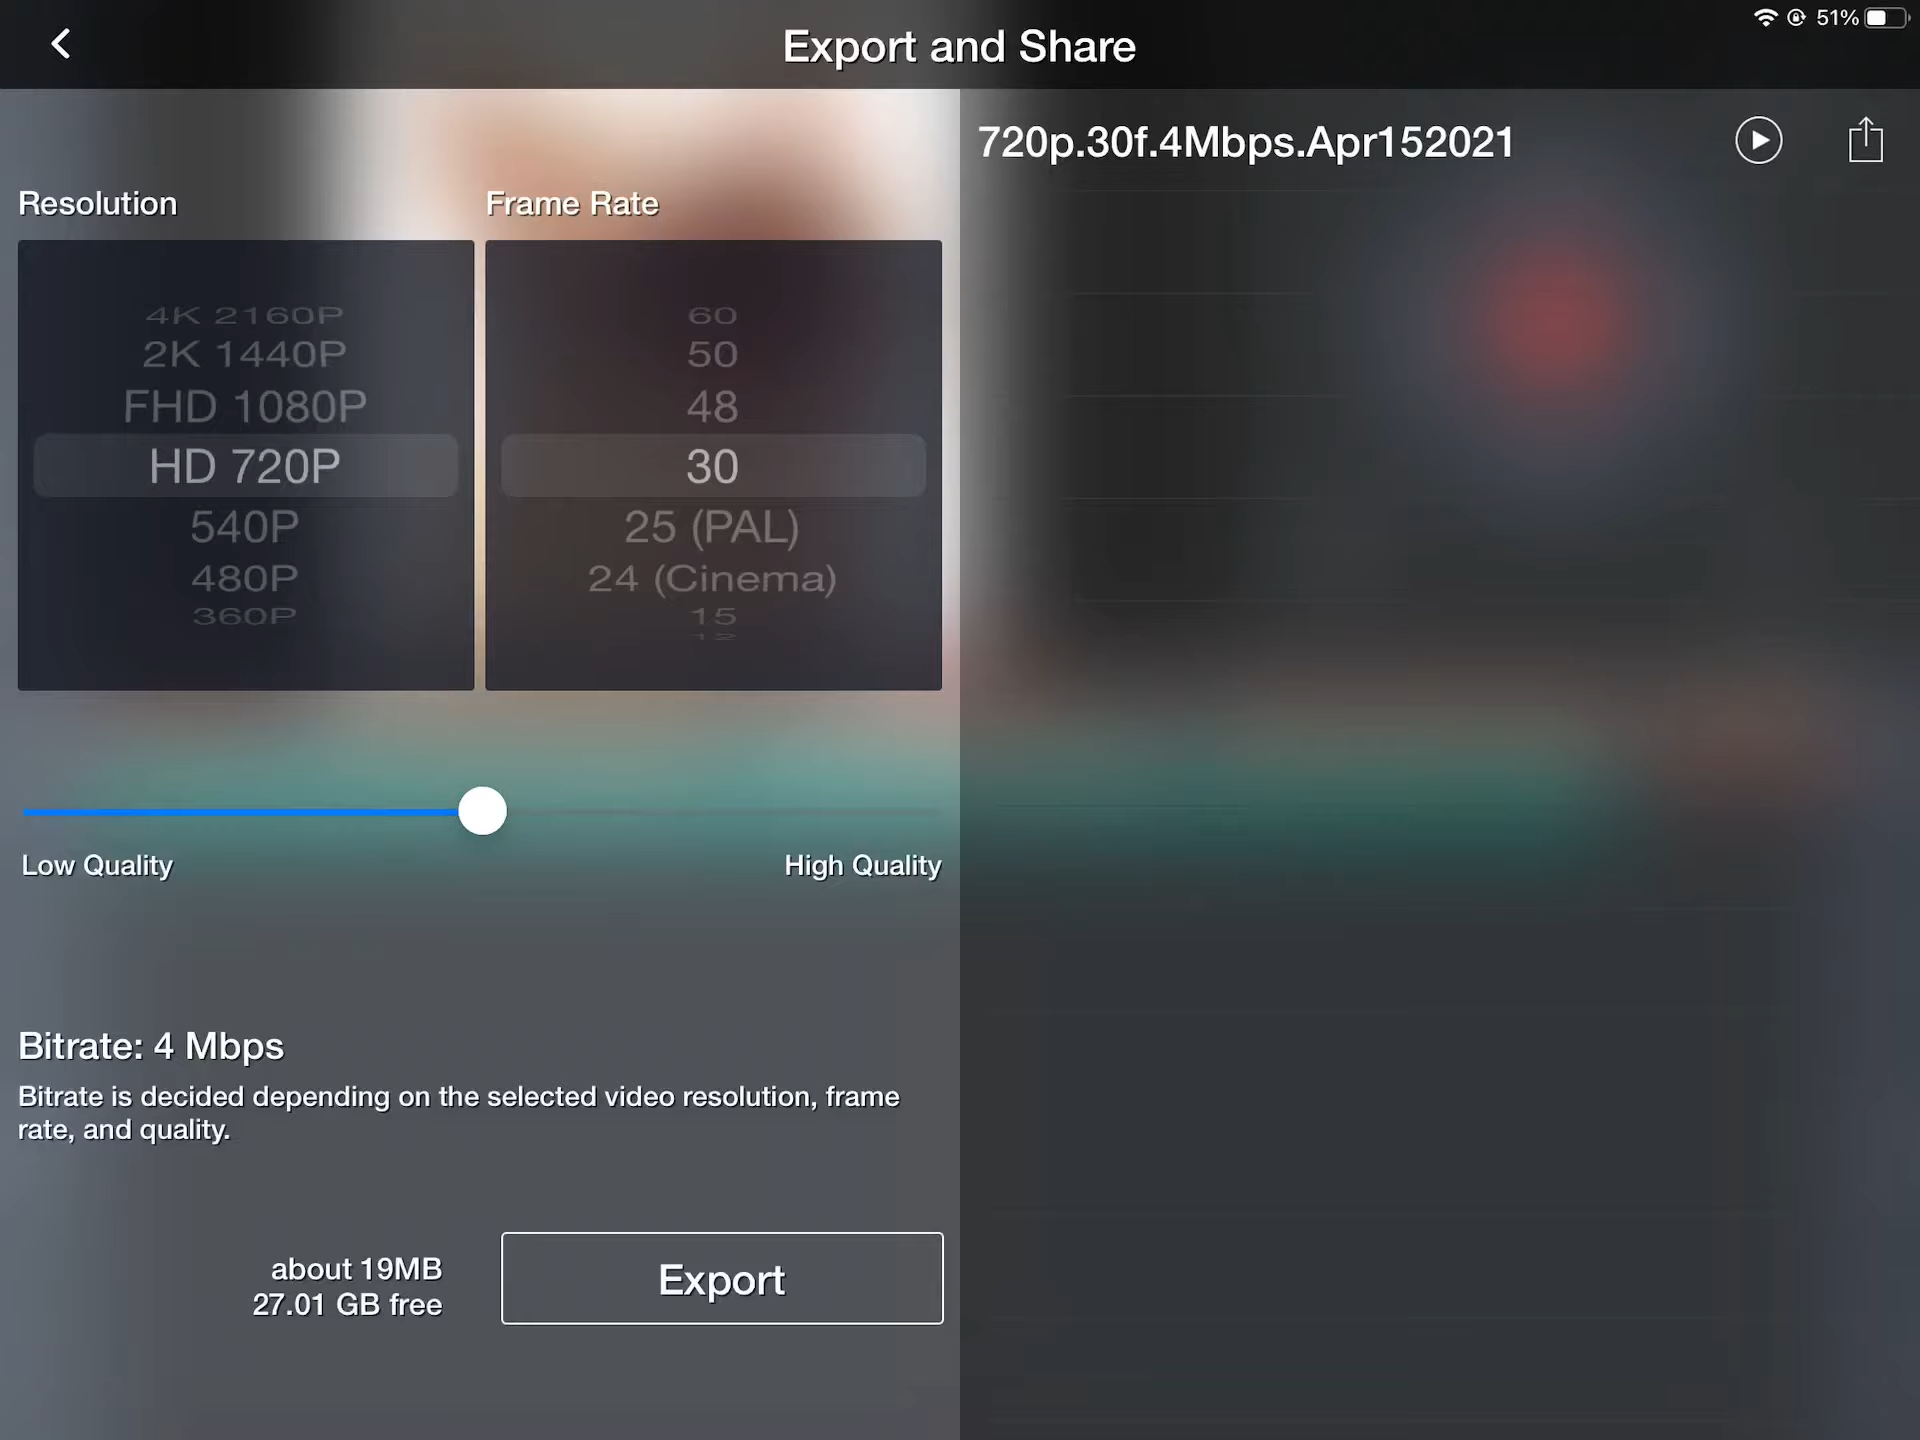 51%
Export and Share
720p.30f.4Mbps.Apr152021
Resolution
Frame Rate
4K 2160P
2K 1440P
FHD 1080P
HD 720P
540P
480P
360P
60
50
48
30
25 (PAL)
24 (Cinema)
15
12
Low Quality
High Quality
Bitrate: 4 Mbps
Bitrate is decided depending on the selected video resolution, frame
rate, and quality.
about 19MB
27.01 GB free
Export